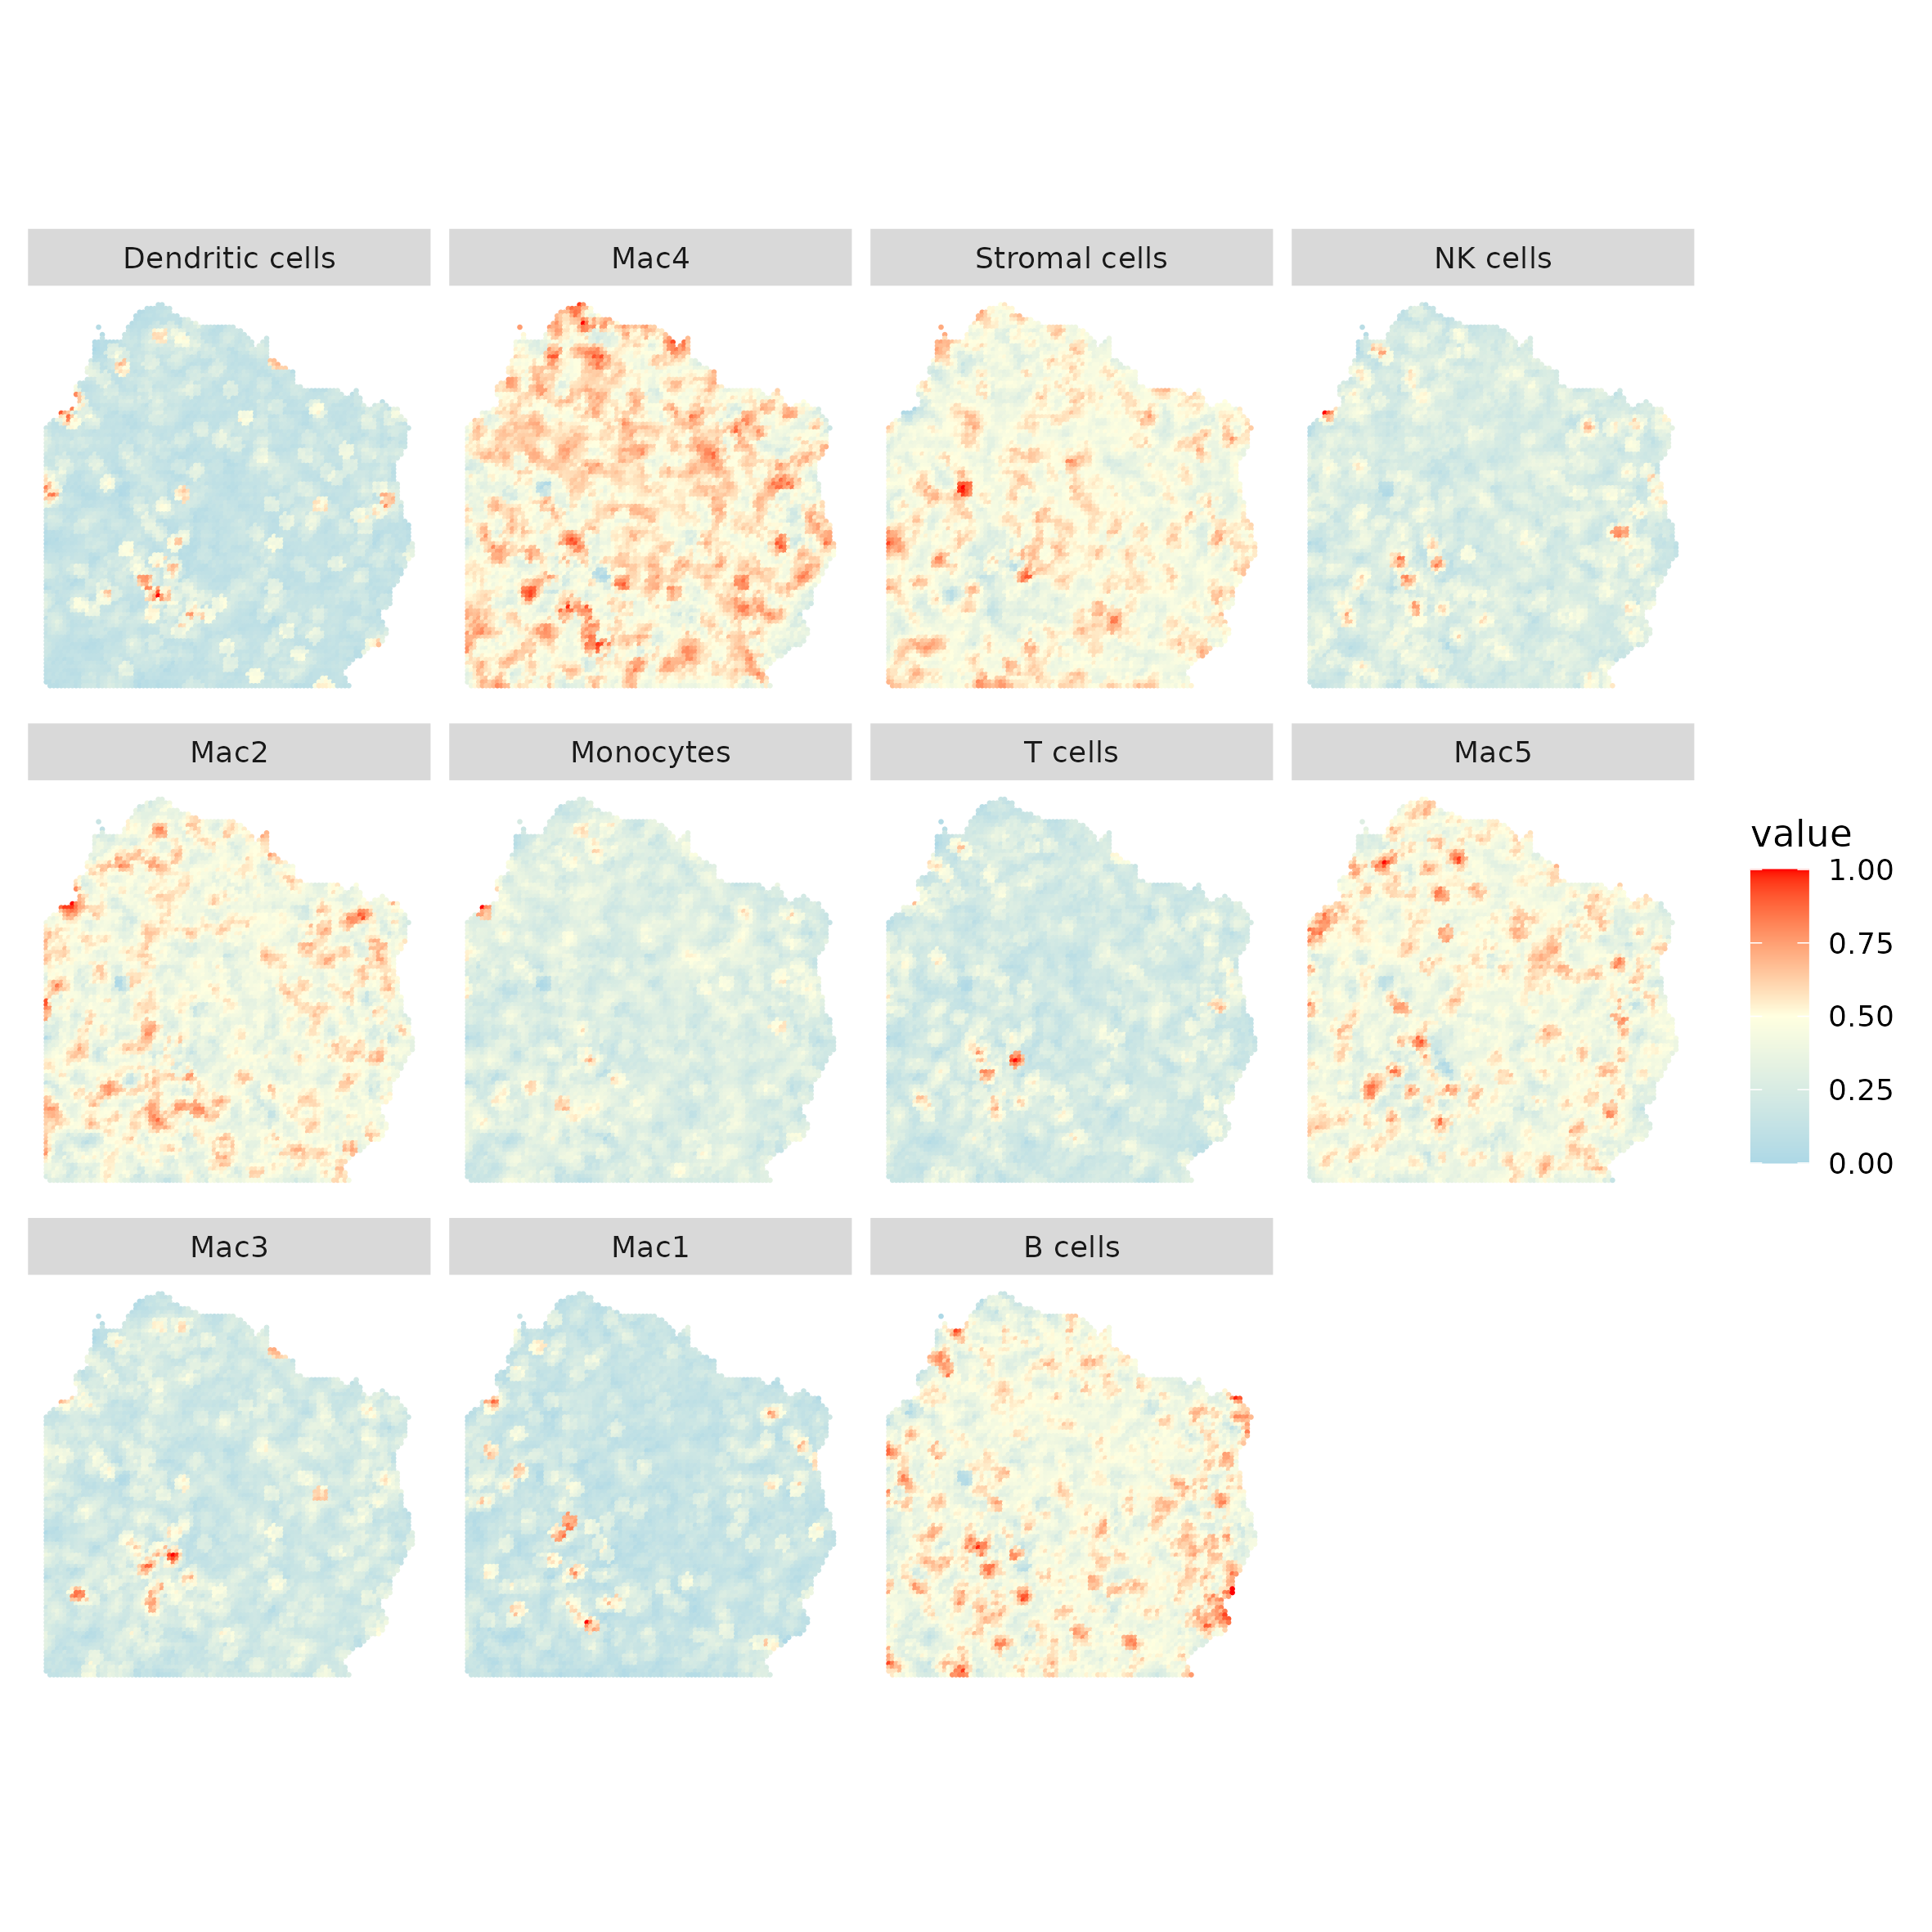 Dendritic cells
Mac4
Stromal cells
NK cells
Mac2
Monocytes
T cells
Mac5
Mac3
Mac1
B cells
value
1.00
0.75
0.50
0.25
0.00